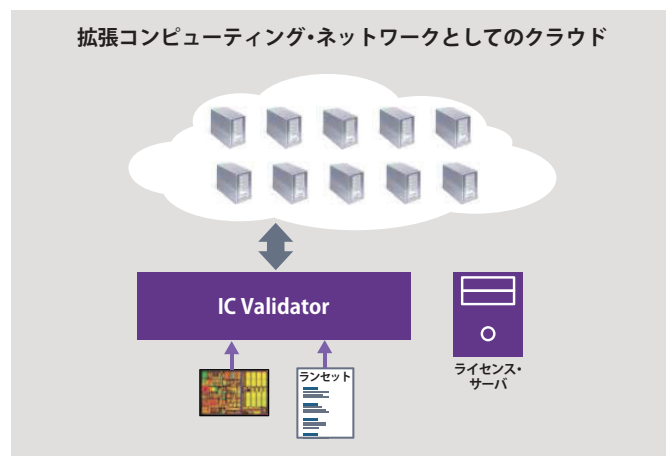 拡張コンピューティング・ネットワークとしてのクラウド
IC Validator
ランセット
ライセンス・
サーバ